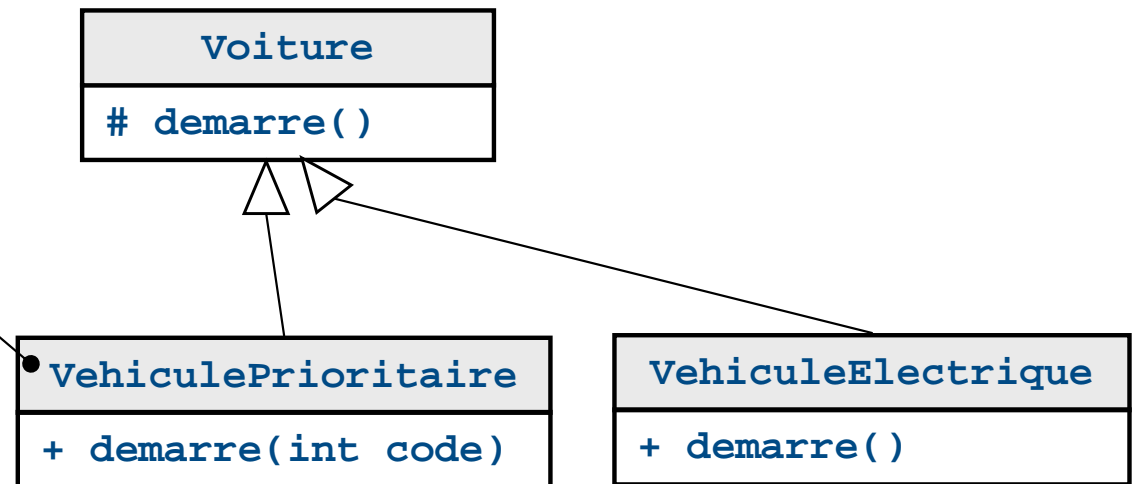 Voiture
# demarre()
VehiculePrioritaire
+ demarre(int code)
VehiculeElectrique
+ demarre()